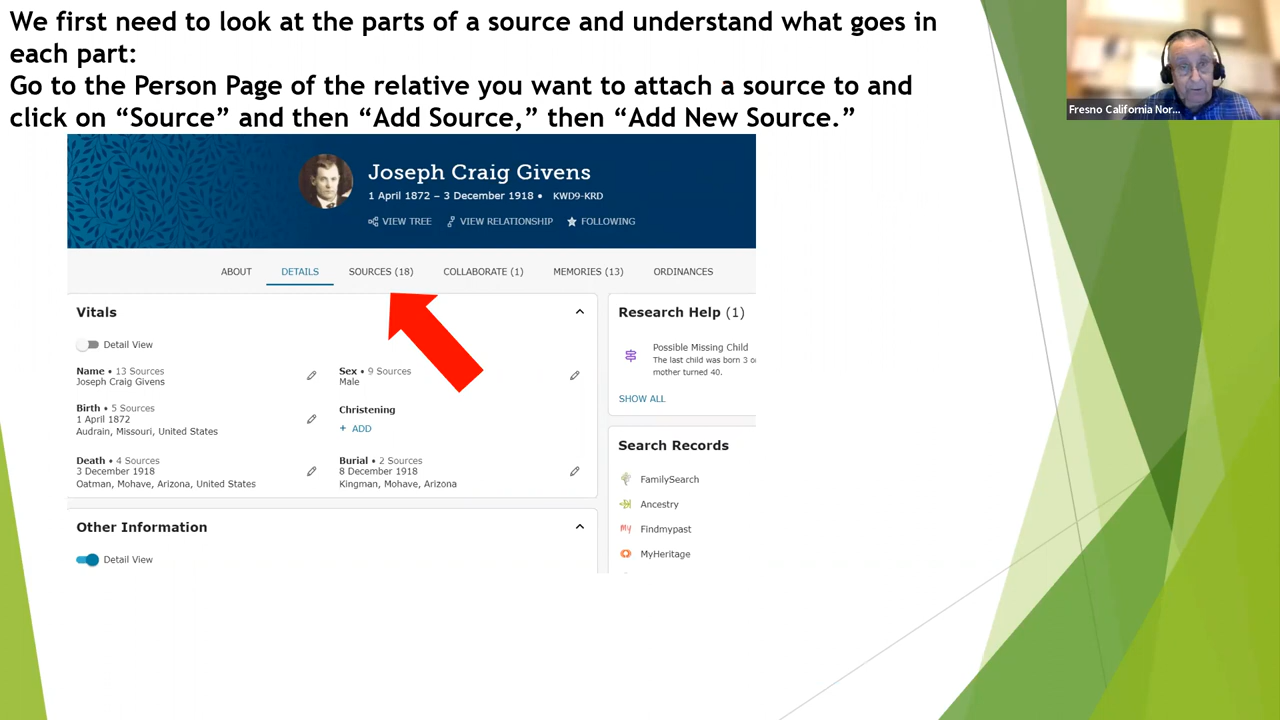 We first need to look at the parts of a source and understand what goes in
each part:
Go to the Person Page of the relative you want to attach a source to and
click on “Source” and then “Add Source,” then “Add New Source.”
Fresno California Nor...
Joseph Craig Givens
1 April 1872 – 3 December 1918 • KWD9-KRD
VIEW TREE VIEW RELATIONSHIP FOLLOWING
ABOUT DETAILS SOURCES (18) COLLABORATE (1) MEMORIES (13) ORDINANCES
Vitals
Detail View
Name • 13 Sources
Joseph Craig Givens
Sex • 9 Sources
Male
Birth • 5 Sources
1 April 1872
Audrain, Missouri, United States
Christening
+ ADD
Death • 4 Sources
3 December 1918
Oatman, Mohave, Arizona, United States
Burial • 2 Sources
8 December 1918
Kingman, Mohave, Arizona
Other Information
Detail View
Research Help (1)
Possible Missing Child
The last child was born 3 o
mother turned 40.
SHOW ALL
Search Records
FamilySearch
Ancestry
my Findmypast
MyHeritage